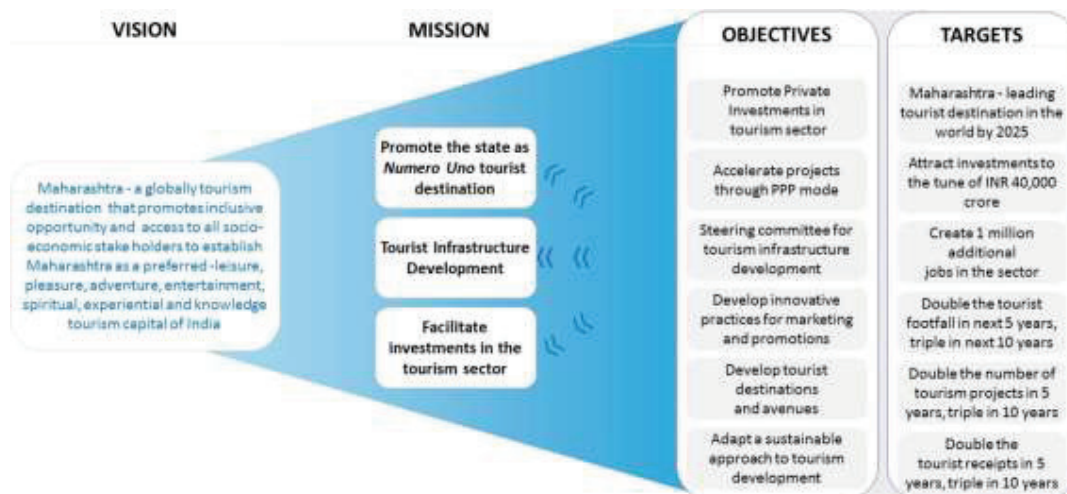 VISION
Maharashtra - a globally tourism
destination that promotes inclusive
opportunity and access to all socio-
economic stake holders to establish
Maharashtra as a preferred -leisure,
pleasure, adventure, entertainment,
spiritual, experiential and knowledge
tourism capital of India
MISSION
Promote the state as
Numero Uno tourist
destination
Tourist Infrastructure
Development
Facilitate
investments in the
tourism sector
OBJECTIVES
Promote Private
Investments in
tourism sector
Accelerate projects
through PPP mode
Steering committee for
tourism infrastructure
development
Develop innovative
practices for marketing
and promotions
Develop tourist
destinations
and avenues
Adapt a sustainable
approach to tourism
development
TARGETS
Maharashtra - leading
tourist destination in the
world by 2025
Attract investments to
the tune of INR 40,000
crore
Create 1 million
additional
jobs in the sector
Double the tourist
footfall in next 5 years,
triple in next 10 years
Double the number of
tourism projects in 5
years, triple in 10 years
Double the
tourist receipts in 5
years, triple in 10 years